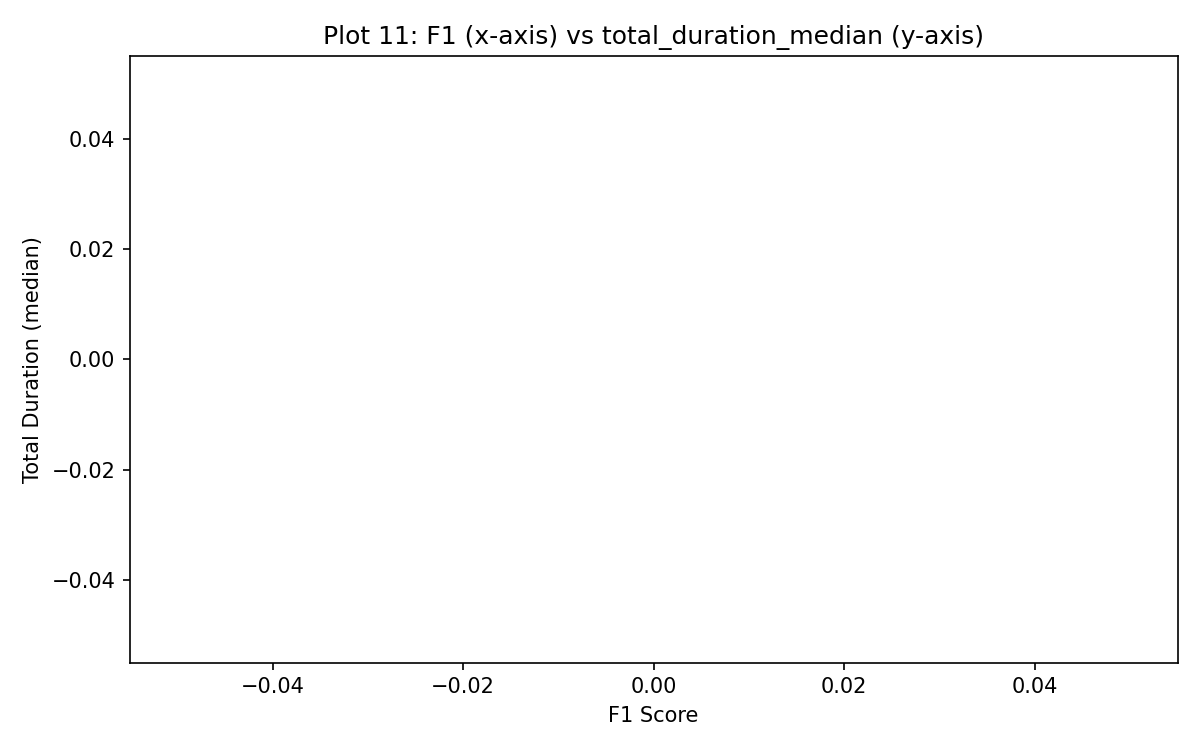 Plot 11: F1 (x-axis) vs total_duration_median (y-axis)
0.04
0.02
0.00
−0.02
−0.04
Total Duration (median)
−0.04 −0.02 0.00 0.02 0.04
F1 Score